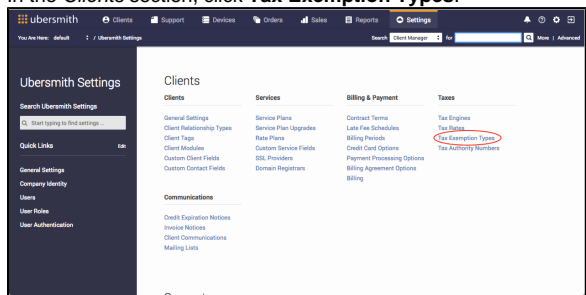 In the Clients section, click Tax Exemption Types.
ubersmith Clients Support Devices Orders Sales Reports Settings
You Are Here: default / Ubersmith Settings Search Client Manager for More | Advanced
Ubersmith Settings
Search Ubersmith Settings
Start typing to find settings...
Quick Links Edit
General Settings
Company Identity
Users
User Roles
User Authentication
Clients
Clients
General Settings
Client Relationship Types
Client Tags
Client Modules
Custom Client Fields
Custom Contact Fields
Services
Service Plans
Service Plan Upgrades
Rate Plans
Custom Service Fields
SSL Providers
Domain Registrars
Billing & Payment
Contract Terms
Late Fee Schedules
Billing Periods
Credit Card Options
Payment Processing Options
Billing Agreement Options
Billing
Taxes
Tax Engines
Tax Rates
Tax Exemption Types
Tax Authority Numbers
Communications
Credit Expiration Notices
Invoice Notices
Client Communications
Mailing Lists